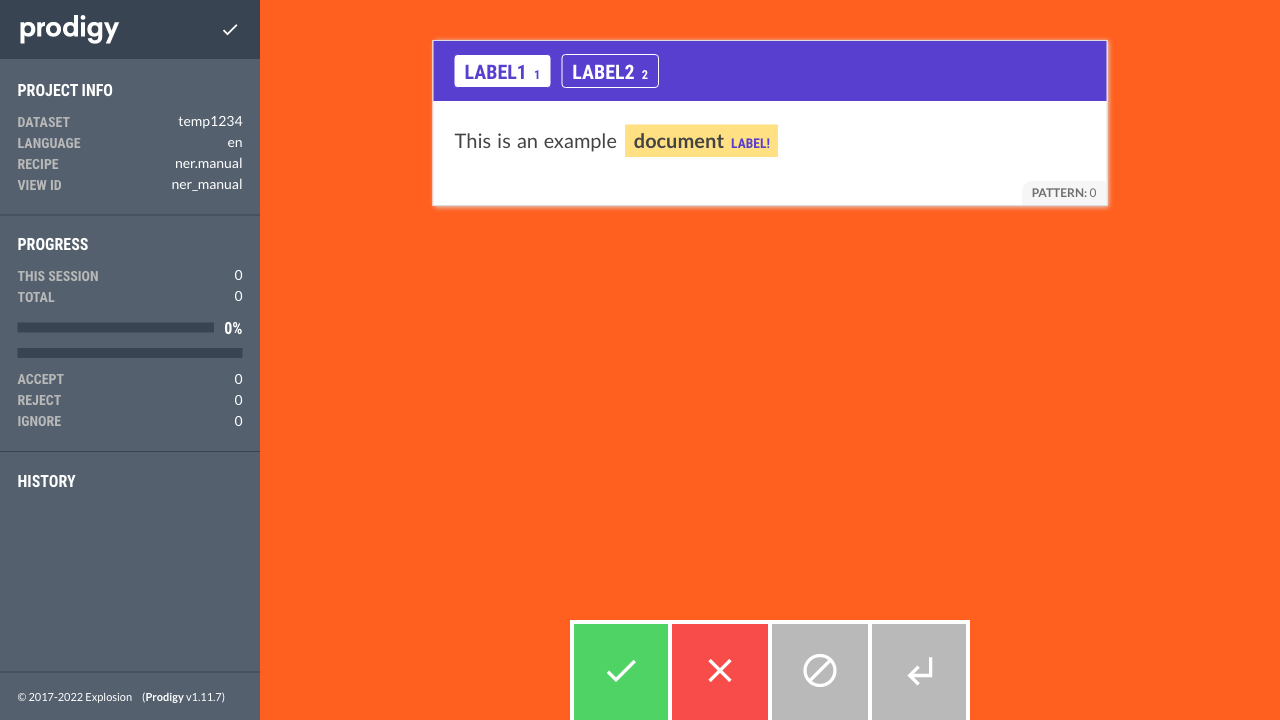 prodigy
PROJECT INFO
DATASET temp1234
LANGUAGE en
RECIPE ner.manual
VIEW ID ner_manual
PROGRESS
THIS SESSION 0
TOTAL 0
0%
ACCEPT 0
REJECT 0
IGNORE 0
HISTORY
© 2017-2022 Explosion (Prodigy v1.11.7)
LABEL1 1 LABEL2 2
This is an example document LABEL!
PATTERN: 0